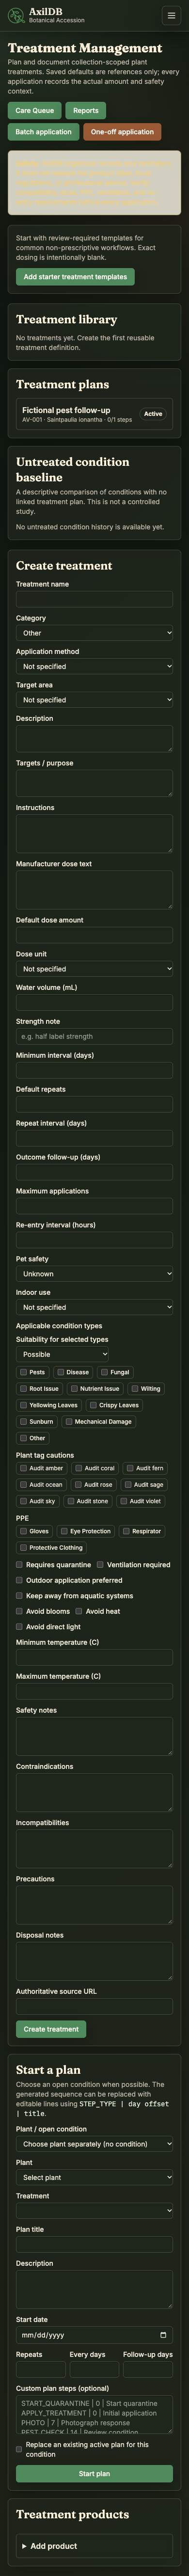 AxilDB
Botanical Accession
Treatment Management
Plan and document collection-scoped plant
treatments. Saved defaults are references only; your
application records the actual amount and safety
context.
Care Queue
Reports
Batch application
One-off application
Start with review-required templates for
common non-prescriptive workflows. Exact
dosing is intentionally blank.
Add starter treatment templates
Treatment library
No treatments yet. Create the first reusable
treatment definition.
Treatment plans
Fictional pest follow-up
AV-001 · Saintpaulia ionantha · 0/1 steps
Active
Untreated condition
baseline
A descriptive comparison of conditions with no
linked treatment plan. This is not a controlled
study.
No untreated condition history is available yet.
Create treatment
Treatment name
Category
Other
Application method
Not specified
Target area
Not specified
Description
Targets / purpose
Instructions
Manufacturer dose text
Default dose amount
Dose unit
Not specified
Water volume (mL)
Strength note
e.g. half label strength
Minimum interval (days)
Default repeats
Repeat interval (days)
Outcome follow-up (days)
Maximum applications
Re-entry interval (hours)
Pet safety
Unknown
Indoor use
Not specified
Applicable condition types
Suitability for selected types
Possible
Pests
Disease
Fungal
Root Issue
Nutrient Issue
Wilting
Yellowing Leaves
Crispy Leaves
Sunburn
Mechanical Damage
Other
Plant tag cautions
Audit amber
Audit coral
Audit fern
Audit ocean
Audit rose
Audit sage
Audit sky
Audit stone
Audit violet
PPE
Gloves
Eye Protection
Respirator
Protective Clothing
Requires quarantine
Ventilation required
Outdoor application preferred
Keep away from aquatic systems
Avoid blooms
Avoid heat
Avoid direct light
Minimum temperature (C)
Maximum temperature (C)
Safety notes
Contraindications
Incompatibilities
Precautions
Disposal notes
Authoritative source URL
Create treatment
Start a plan
Choose an open condition when possible. The
generated sequence can be replaced with
editable lines using STEP_TYPE | day offset
| title.
Plant / open condition
Choose plant separately (no condition)
Plant
Select plant
Treatment
Plan title
Description
Start date
mm/dd/yyyy
Repeats
Every days
Follow-up days
Custom plan steps (optional)
START_QUARANTINE | 0 | Start quarantine
APPLY_TREATMENT | 0 | Initial application
PHOTO | 7 | Photograph response
PEST_CHECK | 14 | Review condition
Replace an existing active plan for this
condition
Start plan
Treatment products
Add product